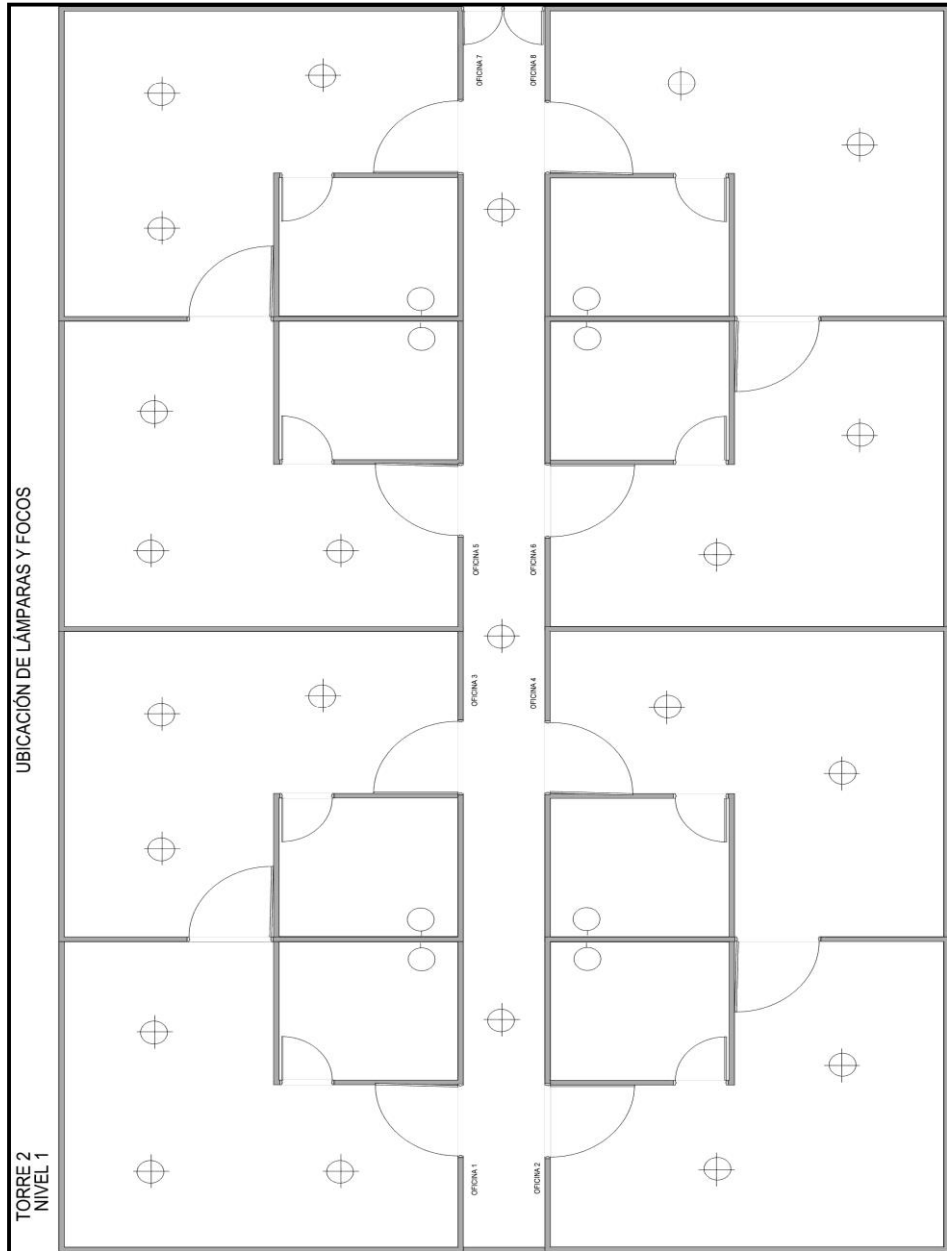 TORRE 2
NIVEL 1
UBICACIÓN DE LÁMPARAS Y FOCOS
OFICINA 1
OFICINA 3
OFICINA 5
OFICINA 7
OFICINA 2
OFICINA 4
OFICINA 6
OFICINA 8